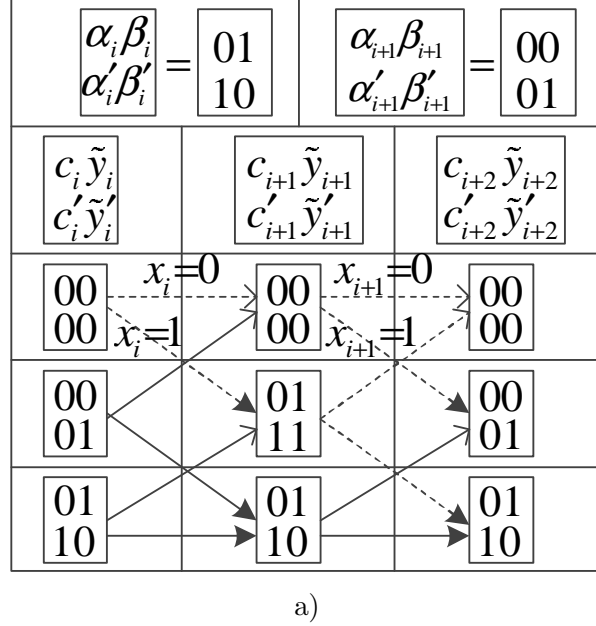 α_i β_i = 01 α_{i+1} β_{i+1} = 00
α′_i β′_i 10 α′_{i+1} β′_{i+1} 01
c_i ỹ_i c_{i+1} ỹ_{i+1} c_{i+2} ỹ_{i+2}
c′_i ỹ′_i c′_{i+1} ỹ′_{i+1} c′_{i+2} ỹ′_{i+2}
x_i=0 x_{i+1}=0
00 00 00
00 00 00
x_i=1 x_{i+1}=1
00 01 00
01 11 01
01 01 01
10 10 10
a)